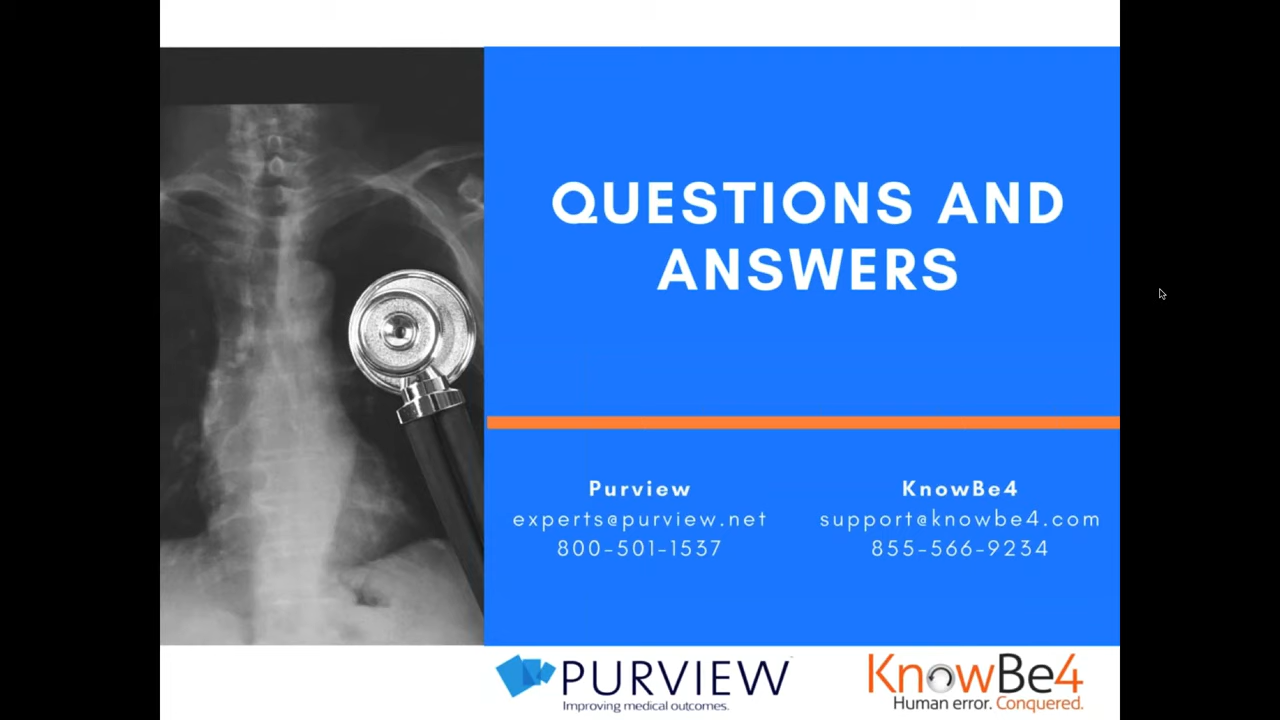 QUESTIONS AND
ANSWERS
Purview
experts@purview.net
800-501-1537
KnowBe4
support@knowbe4.com
855-566-9234
PURVIEW
Improving medical outcomes.
KnowBe4
Human error. Conquered.